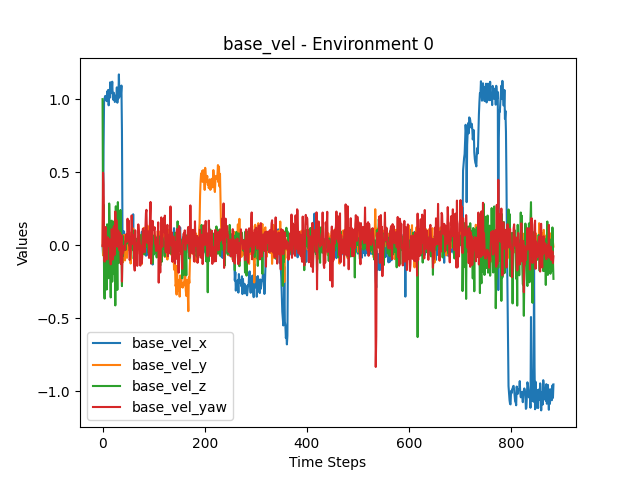 base_vel - Environment 0
Values
1.0
0.5
0.0
−0.5
−1.0
base_vel_x
base_vel_y
base_vel_z
base_vel_yaw
0
200
400
600
800
Time Steps